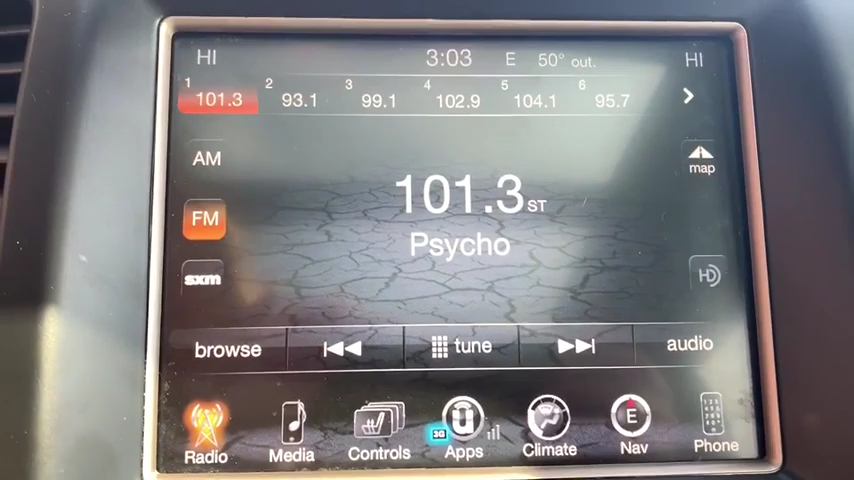 HI 3:03 E 50° out. HI
1 101.3 2 93.1 3 99.1 4 102.9 5 104.1 6 95.7
AM
map
101.3 ST
FM
Psycho
sxm
HD
browse tune audio
3G
E
Radio Media Controls Apps Climate Nav Phone